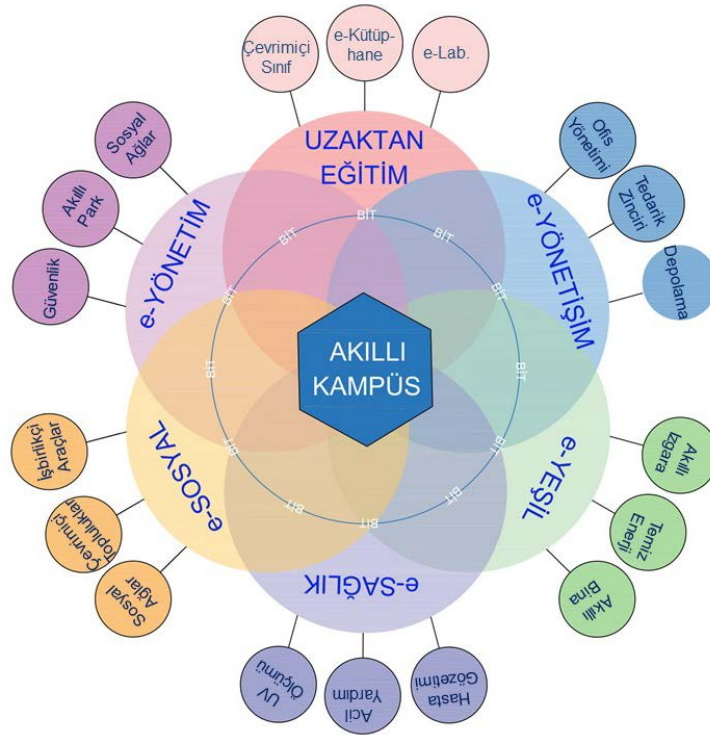 Çevrimiçi
Sınıf
e-Kütüp-
hane
e-Lab.
UZAKTAN
EĞİTİM
Sosyal
Ağlar
Akıllı
Park
Güvenlik
e-YÖNETİM
Ofis
Yönetimi
Tedarik
Zinciri
Depolama
e-YÖNETİŞİM
BİT
BİT
BİT
BİT
BİT
BİT
BİT
BİT
BİT
BİT
BİT
BİT
AKILLI
KAMPÜS
İşbirlikçi
Araçlar
Çevrimiçi
Topluluklar
Sosyal
Ağlar
e-SOSYAL
Akıllı
Izgara
Temiz
Enerji
Akıllı
Bina
e-YEŞİL
e-SAĞLIK
UV
Ölçümü
Acil
Yardım
Hasta
Gözetimi